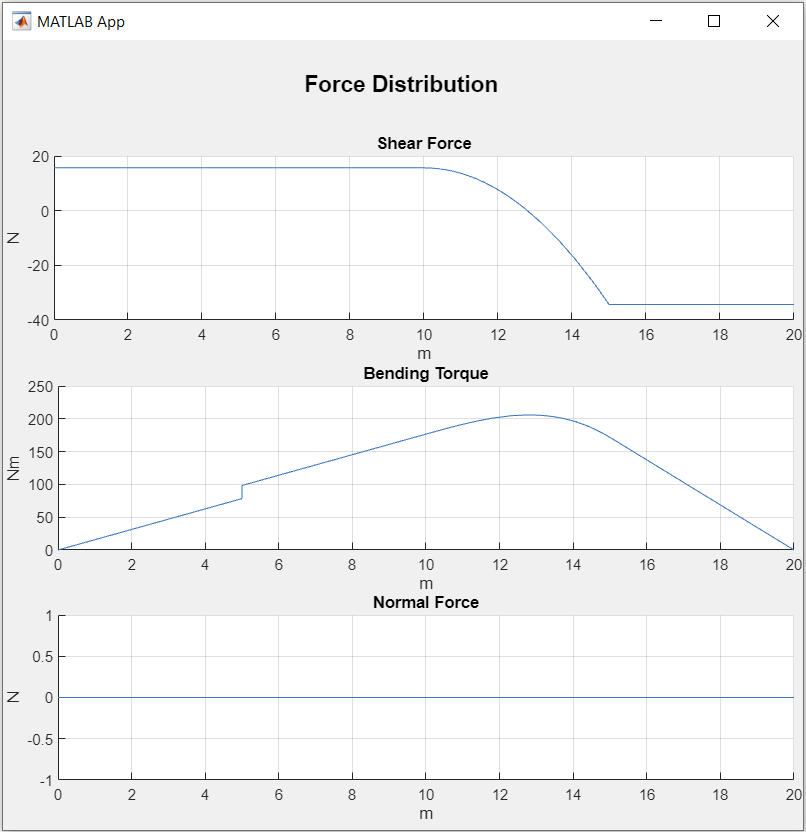 MATLAB App
Force Distribution
Shear Force
20
0
-20
-40
N
0 2 4 6 8 10 12 14 16 18 20
m
Bending Torque
250
200
150
100
50
0
Nm
0 2 4 6 8 10 12 14 16 18 20
m
Normal Force
1
0.5
0
-0.5
-1
N
0 2 4 6 8 10 12 14 16 18 20
m